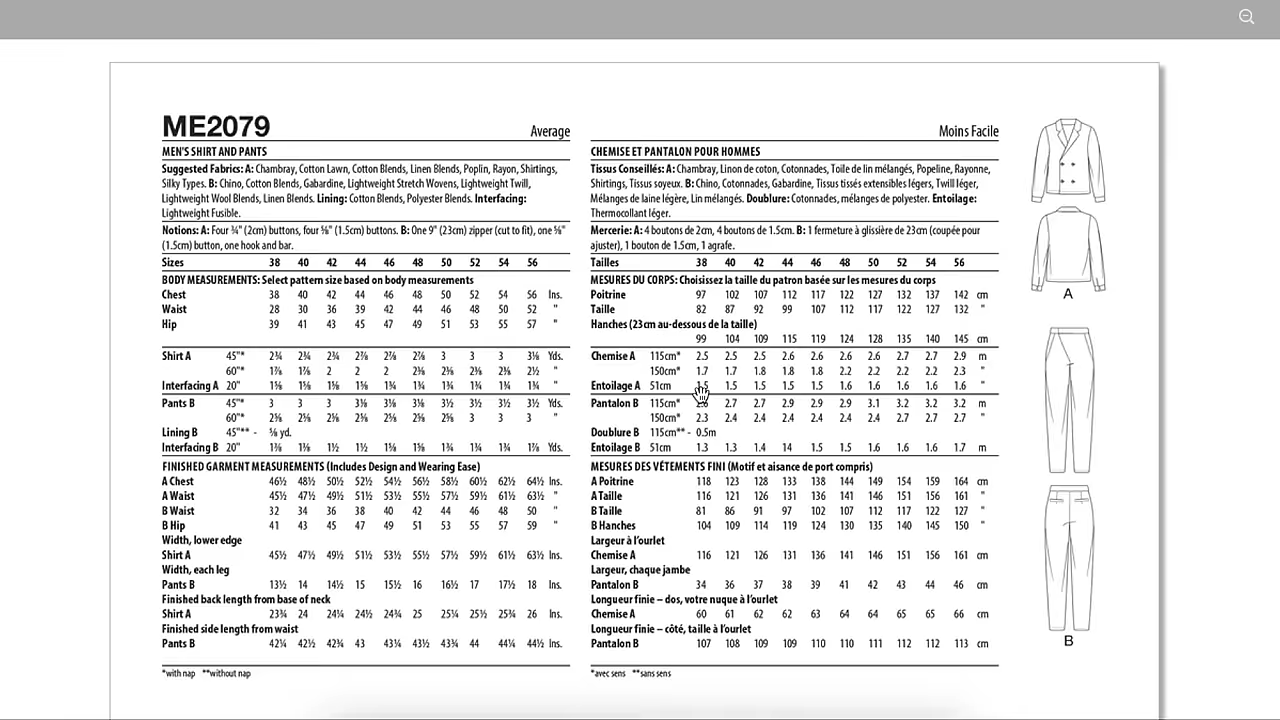 ME2079 Average
MEN'S SHIRT AND PANTS
Suggested Fabrics: A: Chambray, Cotton Lawn, Cotton Blends, Linen Blends, Poplin, Rayon, Shirtings,
Silky Types. B: Chino, Cotton Blends, Gabardine, Lightweight Stretch Wovens, Lightweight Twill,
Lightweight Wool Blends, Linen Blends. Lining: Cotton Blends, Polyester Blends. Interfacing:
Lightweight Fusible.
Notions: A: Four ¾" (2cm) buttons, four ⅝" (1.5cm) buttons. B: One 9" (23cm) zipper (cut to fit), one ⅝"
(1.5cm) button, one hook and bar.
Sizes 38 40 42 44 46 48 50 52 54 56
BODY MEASUREMENTS: Select pattern size based on body measurements
Chest 38 40 42 44 46 48 50 52 54 56 Ins.
Waist 28 30 36 39 42 44 46 48 50 52 "
Hip 39 41 43 45 47 49 51 53 55 57 "
Shirt A 45"* 2¾ 2¾ 2¾ 2⅞ 2⅞ 2⅞ 3 3 3 3⅛ Yds.
60"* 1⅞ 1⅞ 2 2 2⅜ 2⅜ 2⅜ 2⅜ 2½ "
Interfacing A 20" 1⅝ 1⅝ 1⅝ 1⅝ 1¾ 1¾ 1¾ 1¾ 1¾ "
Pants B 45"* 3 3 3 3⅛ 3⅛ 3⅜ 3½ 3½ 3½ Yds.
60"* 2⅝ 2⅝ 2⅝ 2⅝ 2⅝ 2⅝ 3 3 3 "
Lining B 45"** - ⅝ yd.
Interfacing B 20" 1⅜ 1⅜ 1½ 1½ 1⅝ 1⅝ 1¾ 1¾ 1¾ 1⅞ Yds.
FINISHED GARMENT MEASUREMENTS (Includes Design and Wearing Ease)
A Chest 46½ 48½ 50½ 52½ 54½ 56½ 58½ 60½ 62½ 64½ Ins.
A Waist 45½ 47½ 49½ 51½ 53½ 55½ 57½ 59½ 61½ 63½ "
B Waist 32 34 36 38 40 42 44 46 48 50 "
B Hip 41 43 45 47 49 51 53 55 57 59 "
Width, lower edge
Shirt A 45½ 47½ 49½ 51½ 53½ 55½ 57½ 59½ 61½ 63½ Ins.
Width, each leg
Pants B 13½ 14 14½ 15 15½ 16 16½ 17 17½ 18 Ins.
Finished back length from base of neck
Shirt A 23¾ 24 24¼ 24½ 24¾ 25 25¼ 25½ 25¾ 26 Ins.
Finished side length from waist
Pants B 42¼ 42½ 42¾ 43 43¼ 43½ 43¾ 44 44¼ 44½ Ins.
*with nap **without nap
Moins Facile
CHEMISE ET PANTALON POUR HOMMES
Tissus Conseillés: A: Chambray, Linon de coton, Cotonnades, Toile de lin mélangés, Popeline, Rayonne,
Shirtings, Tissus soyeux. B: Chino, Cotonnades, Gabardine, Tissus tissés extensibles légers, Twill léger,
Mélanges de laine légère, Lin mélangés. Doublure: Cotonnades, mélanges de polyester. Entoilage:
Thermocollant léger.
Mercerie: A: 4 boutons de 2cm, 4 boutons de 1.5cm. B: 1 fermeture à glissière de 23cm (coupée pour
ajuster), 1 bouton de 1.5cm, 1 agrafe.
Tailles 38 40 42 44 46 48 50 52 54 56
MESURES DU CORPS: Choisissez la taille du patron basée sur les mesures du corps
Poitrine 97 102 107 112 117 122 127 132 137 142 cm
Taille 82 87 92 99 107 112 117 122 127 132 "
Hanches (23cm au-dessous de la taille)
99 104 109 115 119 124 128 135 140 145 cm
Chemise A 115cm* 2.5 2.5 2.5 2.6 2.6 2.6 2.6 2.7 2.7 2.9 m
150cm* 1.7 1.7 1.8 1.8 1.8 2.2 2.2 2.2 2.2 2.3 "
Entoilage A 51cm 1.5 1.5 1.5 1.5 1.6 1.6 1.6 1.6 1.6 "
Pantalon B 115cm* 2.7 2.7 2.9 2.9 2.9 3.1 3.2 3.2 3.2 m
150cm* 2.3 2.4 2.4 2.4 2.4 2.4 2.4 2.7 2.7 2.7 "
Doublure B 115cm** - 0.5m
Entoilage B 51cm 1.3 1.3 1.4 14 1.5 1.5 1.6 1.6 1.6 1.7 m
MESURES DES VÊTEMENTS FINI (Motif et aisance de port compris)
A Poitrine 118 123 128 133 138 144 149 154 159 164 cm
A Taille 116 121 126 131 136 141 146 151 156 161 "
B Taille 81 86 91 97 102 107 112 117 122 127 "
B Hanches 104 109 114 119 124 130 135 140 145 150 "
Largeur à l'ourlet
Chemise A 116 121 126 131 136 141 146 151 156 161 cm
Largeur, chaque jambe
Pantalon B 34 36 37 38 39 41 42 43 44 46 cm
Longueur finie – dos, votre nuque à l'ourlet
Chemise A 60 61 62 62 63 64 64 65 65 66 cm
Longueur finie – côté, taille à l'ourlet
Pantalon B 107 108 109 109 110 110 111 112 112 113 cm
*avec sens **sans sens
A
B